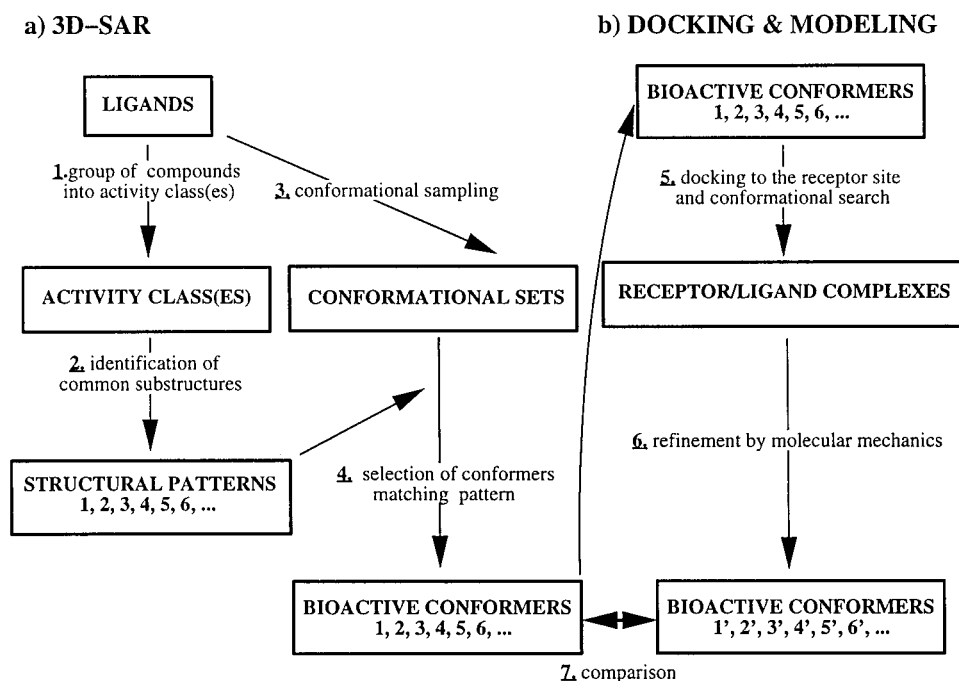 a) 3D–SAR
LIGANDS
1. group of compounds
into activity class(es)
3. conformational sampling
ACTIVITY CLASS(ES)
CONFORMATIONAL SETS
2. identification of
common substructures
STRUCTURAL PATTERNS
1, 2, 3, 4, 5, 6, ...
4. selection of conformers
matching pattern
BIOACTIVE CONFORMERS
1, 2, 3, 4, 5, 6, ...
b) DOCKING & MODELING
BIOACTIVE CONFORMERS
1, 2, 3, 4, 5, 6, ...
5. docking to the receptor site
and conformational search
RECEPTOR/LIGAND COMPLEXES
6. refinement by molecular mechanics
BIOACTIVE CONFORMERS
1', 2', 3', 4', 5', 6', ...
7. comparison